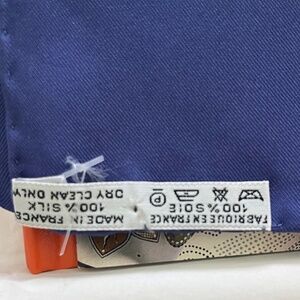 FABRIQUE EN FRANCE
100% SOIE
P
MADE IN FRANCE
100% SILK
DRY CLEAN ONLY